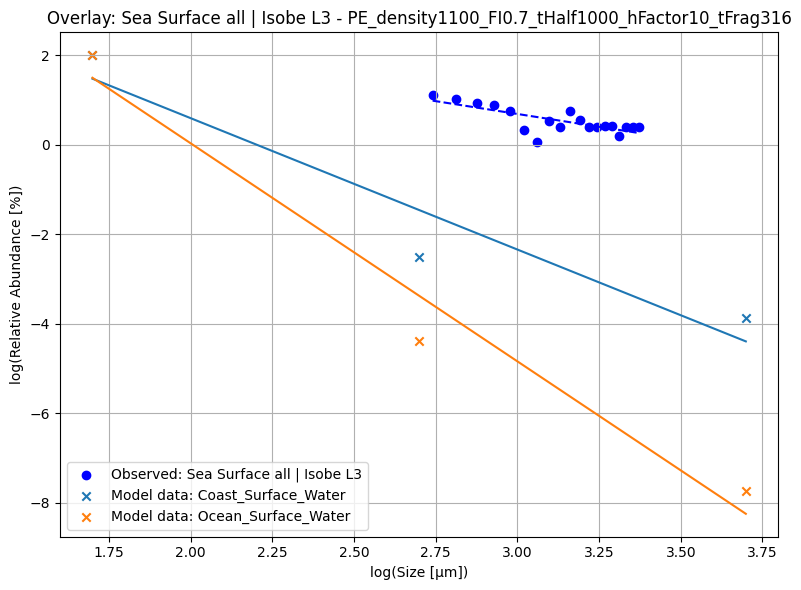 Overlay: Sea Surface all | Isobe L3 - PE_density1100_FI0.7_tHalf1000_hFactor10_tFrag316
log(Relative Abundance [%])
2
0
−2
−4
−6
−8
Observed: Sea Surface all | Isobe L3
Model data: Coast_Surface_Water
Model data: Ocean_Surface_Water
1.75 2.00 2.25 2.50 2.75 3.00 3.25 3.50 3.75
log(Size [µm])